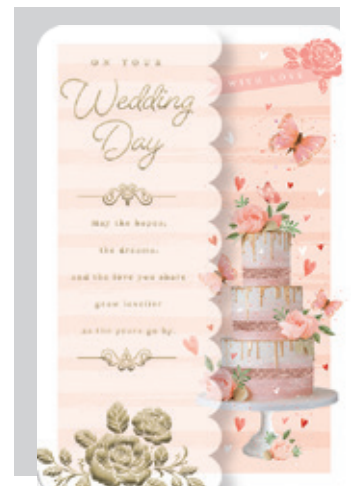 ON YOUR
Wedding
Day
WITH LOVE
May the hopes,
the dreams,
and the love you share
grow lovelier
as the years go by.